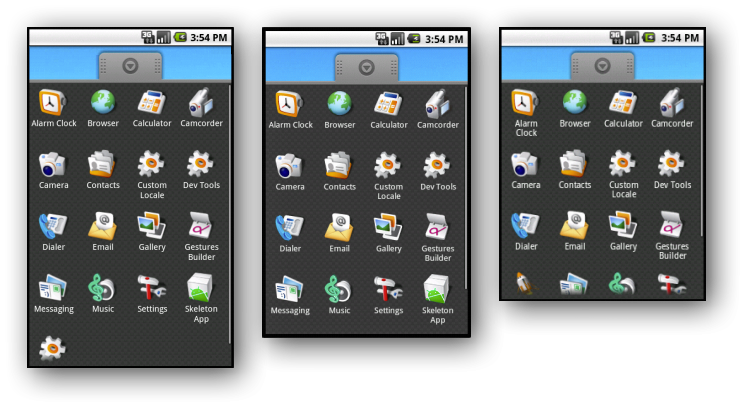 3G 3:54 PM
Alarm Clock Browser Calculator Camcorder
Camera Contacts Custom Dev Tools
Locale
Dialer Email Gallery Gestures
Builder
Messaging Music Settings Skeleton
App
3G 3:54 PM
Alarm Clock Browser Calculator Camcorder
Camera Contacts Custom Dev Tools
Locale
Dialer Email Gallery Gestures
Builder
Messaging Music Settings Skeleton
App
3G 3:54 PM
Alarm Browser Calculator Camcorder
Clock
Camera Contacts Custom Dev Tools
Locale
Dialer Email Gallery Gestures
Builder